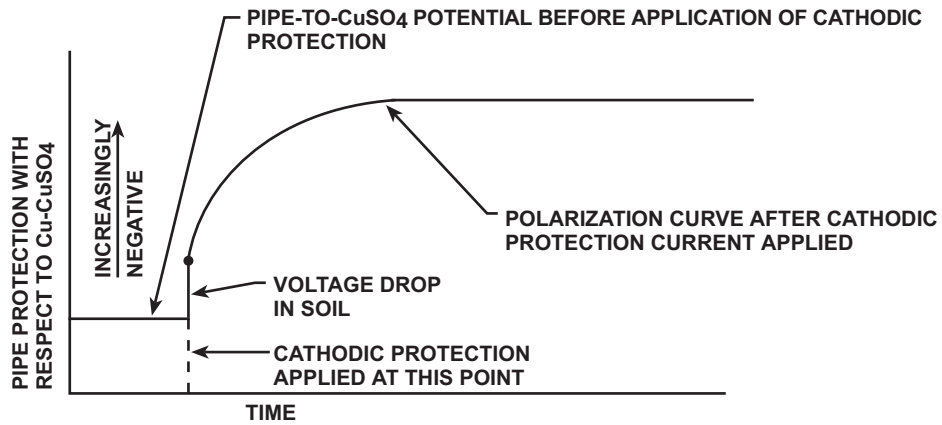 PIPE-TO-CuSO4 POTENTIAL BEFORE APPLICATION OF CATHODIC
PROTECTION
PIPE PROTECTION WITH
RESPECT TO Cu-CuSO4
INCREASINGLY
NEGATIVE
POLARIZATION CURVE AFTER CATHODIC
PROTECTION CURRENT APPLIED
VOLTAGE DROP
IN SOIL
CATHODIC PROTECTION
APPLIED AT THIS POINT
TIME